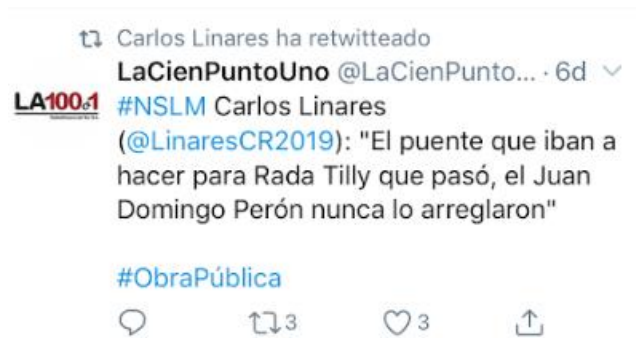 Carlos Linares ha retwitteado
LaCienPuntoUno @LaCienPunto... · 6d
LA100.1
#NSLM Carlos Linares
(@LinaresCR2019): "El puente que iban a
hacer para Rada Tilly que pasó, el Juan
Domingo Perón nunca lo arreglaron"
#ObraPública
3 3